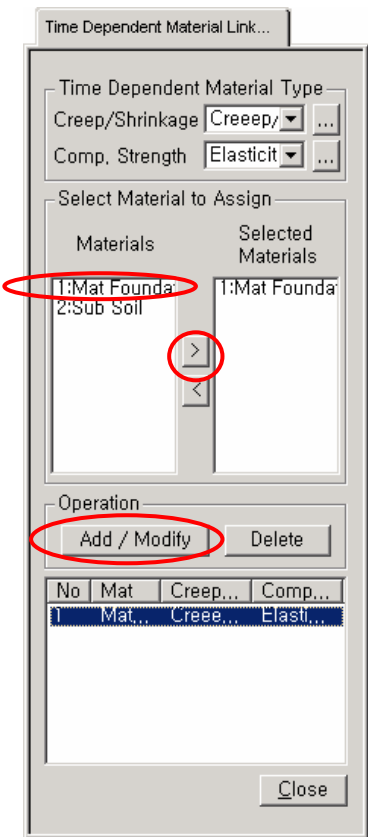 Time Dependent Material Link...
Time Dependent Material Type
Creep/Shrinkage Creeep/ ...
Comp. Strength Elasticit ...
Select Material to Assign
Materials
Selected
Materials
1:Mat Founda
2:Sub Soil
1:Mat Founda
>
<
Operation
Add / Modify Delete
No Mat Creep... Comp...
1 Mat... Creee... Elasti...
Close